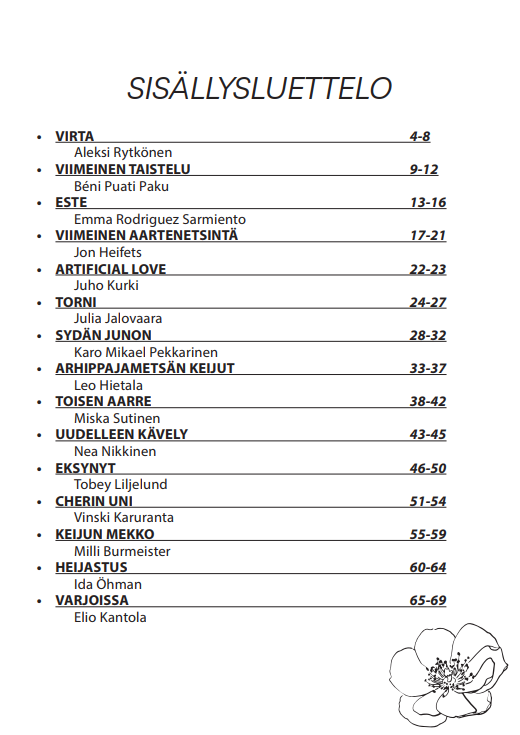 SISÄLLYSLUETTELO
• VIRTA 4-8
Aleksi Rytkönen
• VIIMEINEN TAISTELU 9-12
Béni Puati Paku
• ESTE 13-16
Emma Rodriguez Sarmiento
• VIIMEINEN AARTENETSINTÄ 17-21
Jon Heifets
• ARTIFICIAL LOVE 22-23
Juho Kurki
• TORNI 24-27
Julia Jalovaara
• SYDÄN JUNON 28-32
Karo Mikael Pekkarinen
• ARHIPPAJAMETSÄN KEIJUT 33-37
Leo Hietala
• TOISEN AARRE 38-42
Miska Sutinen
• UUDELLEEN KÄVELY 43-45
Nea Nikkinen
• EKSYNYT 46-50
Tobey Liljelund
• CHERIN UNI 51-54
Vinski Karuranta
• KEIJUN MEKKO 55-59
Milli Burmeister
• HEIJASTUS 60-64
Ida Öhman
• VARJOISSA 65-69
Elio Kantola